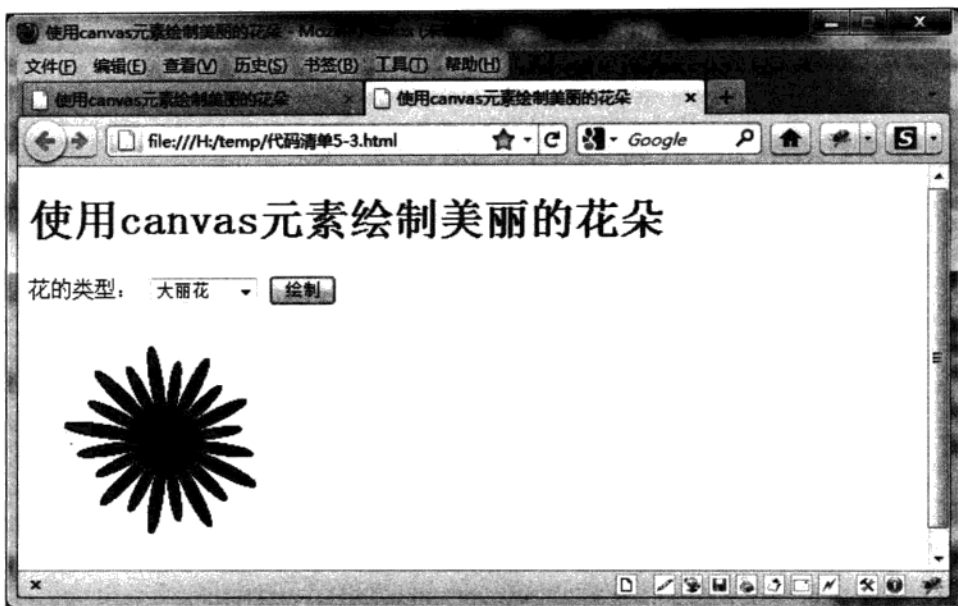 使用canvas元素绘制美丽的花朵 - Mozilla Firefox
文件(F) 编辑(E) 查看(V) 历史(S) 书签(B) 工具(T) 帮助(H)
使用canvas元素绘制美丽的花朵 × 使用canvas元素绘制美丽的花朵 × +
file:///H:/temp/代码清单5-3.html Google
使用canvas元素绘制美丽的花朵
花的类型: 大丽花 绘制